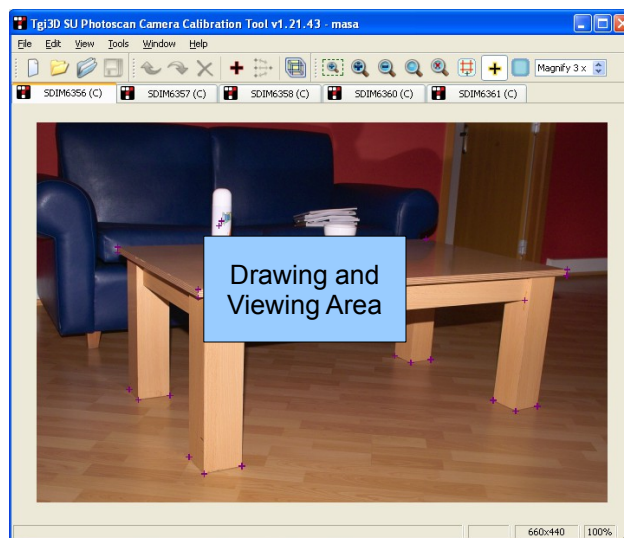 Tgi3D SU Photoscan Camera Calibration Tool v1.21.43 - masa
File Edit View Tools Window Help
Magnify 3 x
SDIM6356 (C) SDIM6357 (C) SDIM6358 (C) SDIM6360 (C) SDIM6361 (C)
Drawing and
Viewing Area
660x440 100%